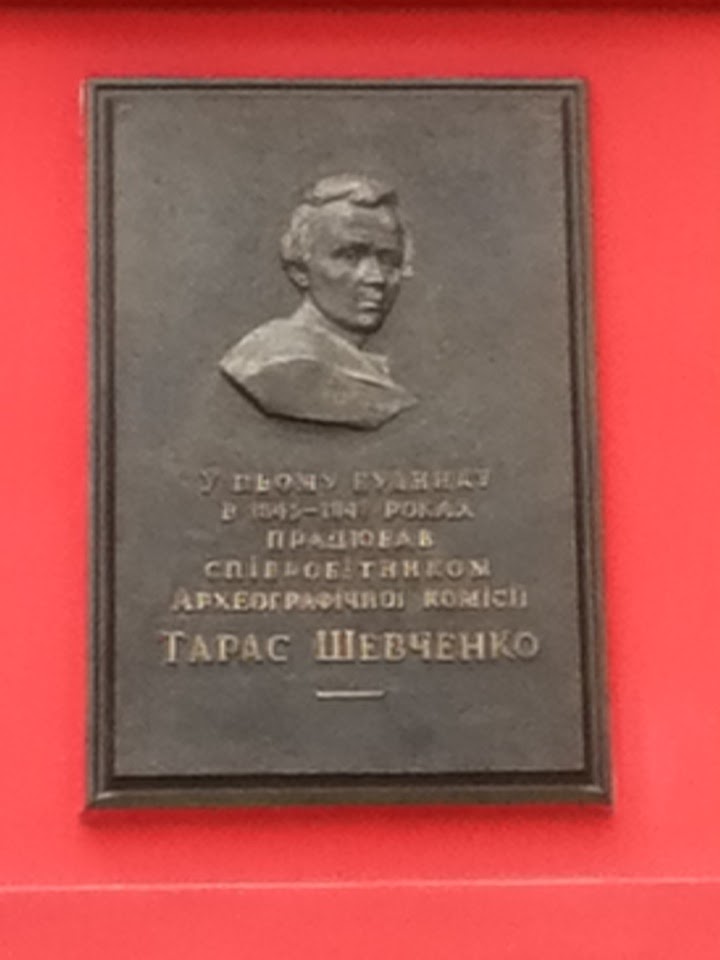 У ЦЬОМУ БУДИНКУ
В 1845–1847 РОКАХ
ПРАЦЮВАВ
СПІВРОБІТНИКОМ
АРХЕОГРАФІЧНОЇ КОМІСІЇ
ТАРАС ШЕВЧЕНКО